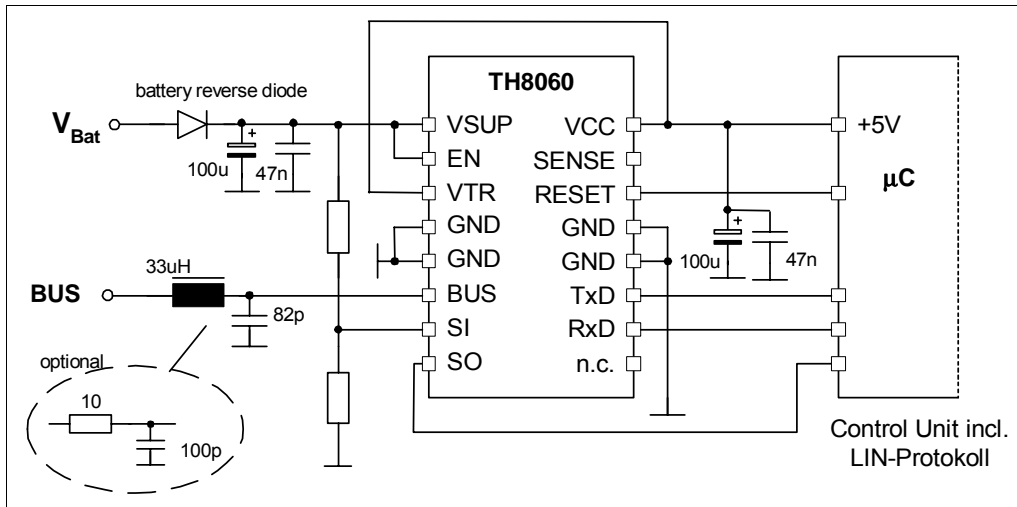 TH8060
battery reverse diode
VBat
+
100u
47n
VSUP
EN
VTR
GND
GND
BUS
SI
SO
VCC
SENSE
RESET
GND
GND
TxD
RxD
n.c.
+5V
µC
+
100u
47n
33uH
BUS
82p
optional
10
100p
Control Unit incl.
LIN-Protokoll